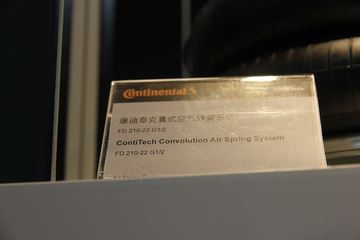 Continental
康迪泰克囊式空气弹簧系统
FD 210-22 G1/2
ContiTech Convolution Air Spring System
FD 210-22 G1/2